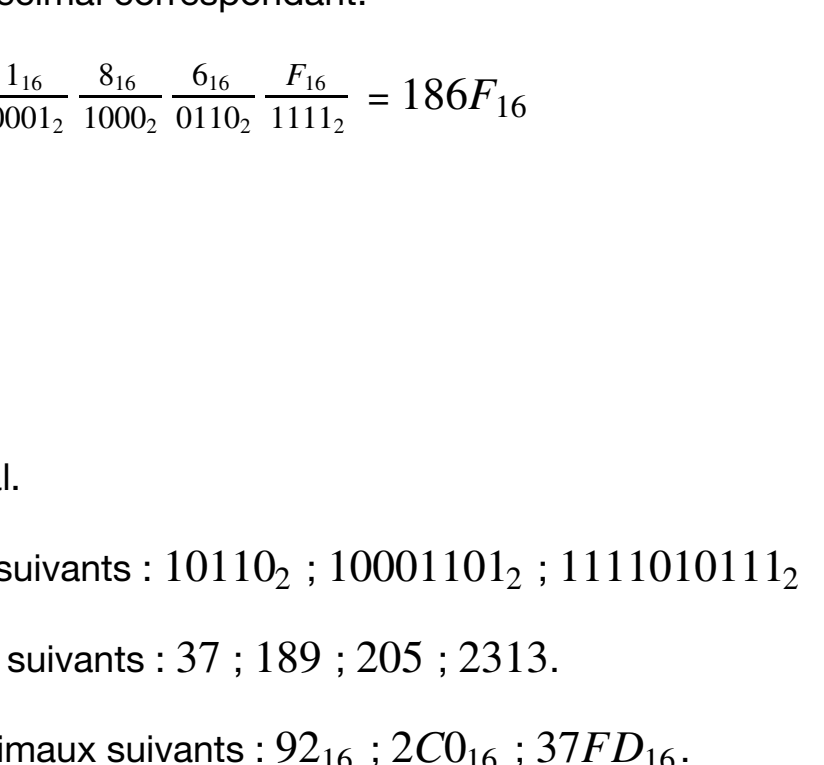 écimal correspondant.
1₁₆ 8₁₆ 6₁₆ F₁₆
0001₂ 1000₂ 0110₂ 1111₂ = 186F₁₆
l.
suivants : 10110₂ ; 10001101₂ ; 1111010111₂
suivants : 37 ; 189 ; 205 ; 2313.
imaux suivants : 92₁₆ ; 2C0₁₆ ; 37FD₁₆.